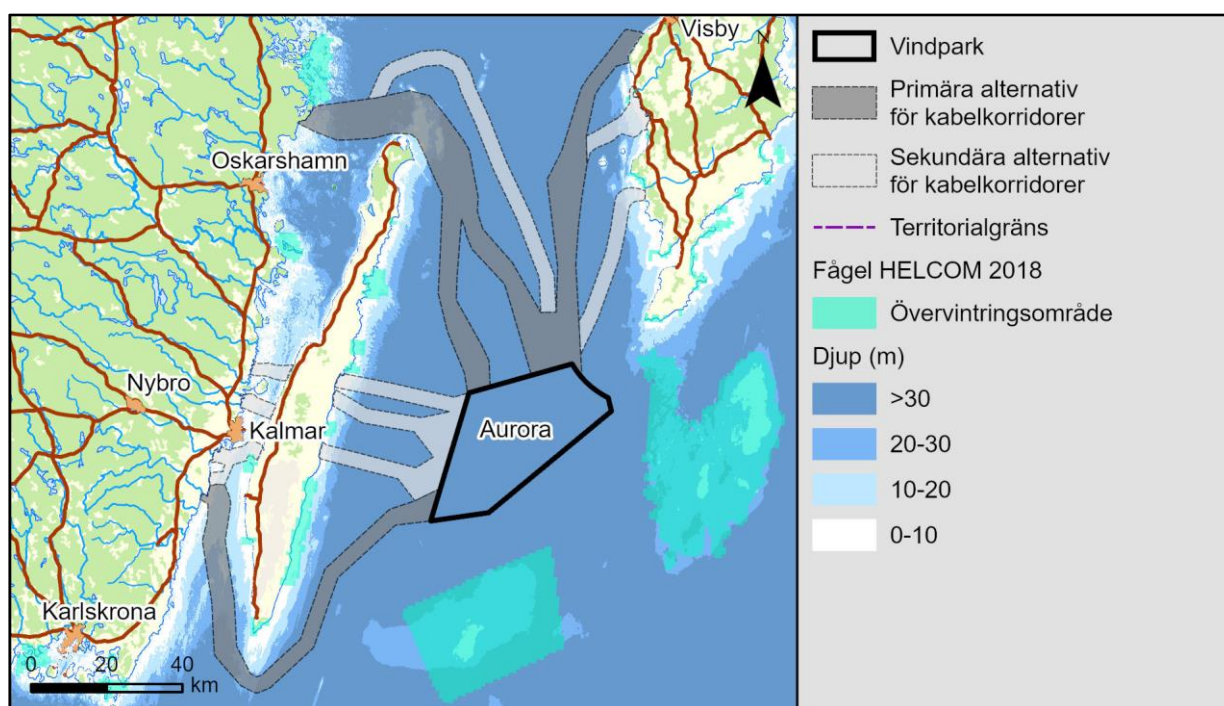 Visby
N
Oskarshamn
Nybro
Kalmar
Aurora
Karlskrona
0 20 40
km
Vindpark
Primära alternativ
för kabelkorridorer
Sekundära alternativ
för kabelkorridorer
Territorialgräns
Fågel HELCOM 2018
Övervintringsområde
Djup (m)
>30
20-30
10-20
0-10